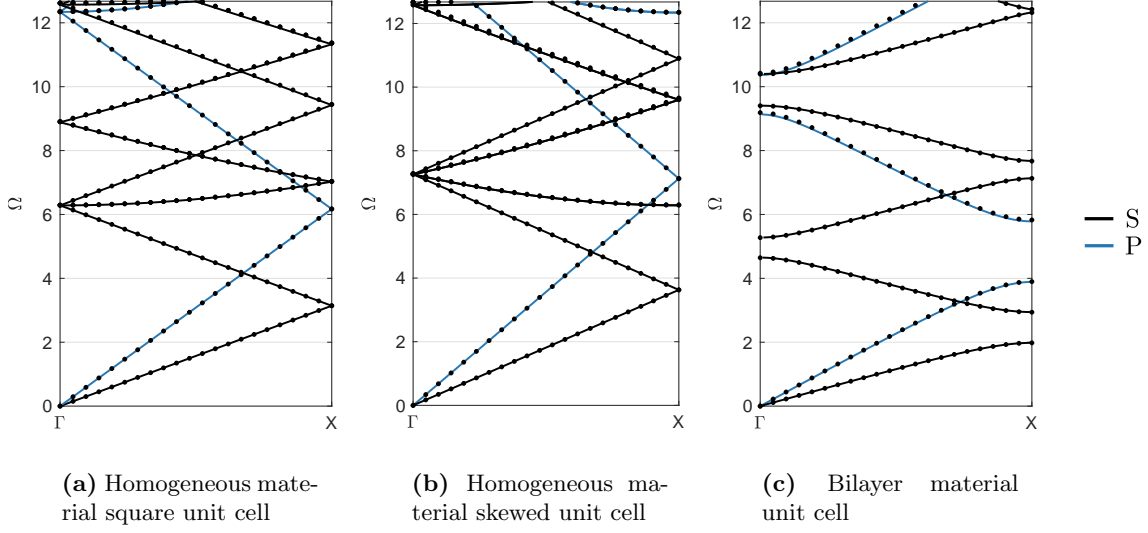 12
10
8
6
4
2
0
Ω
Γ
X
12
10
8
6
4
2
0
Ω
Γ
X
12
10
8
6
4
2
0
Ω
Γ
X
S
P
(a) Homogeneous mate-
rial square unit cell
(b) Homogeneous ma-
terial skewed unit cell
(c) Bilayer material
unit cell